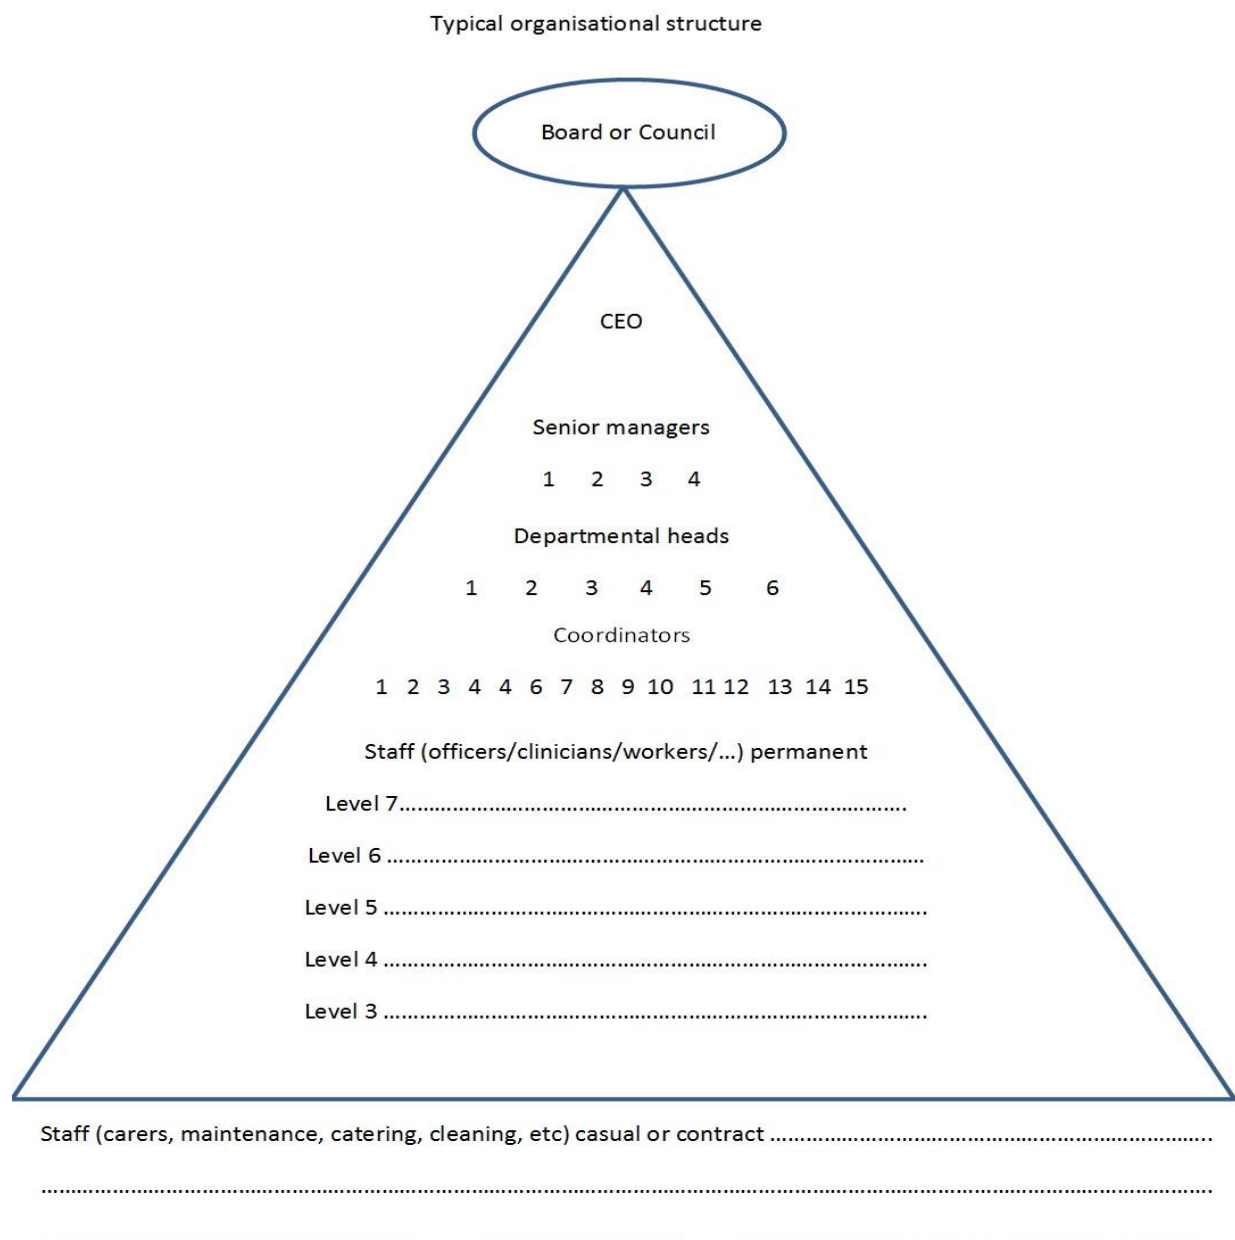 Typical organisational structure
Board or Council
CEO
Senior managers
1 2 3 4
Departmental heads
1 2 3 4 5 6
Coordinators
1 2 3 4 4 6 7 8 9 10 11 12 13 14 15
Staff (officers/clinicians/workers/...) permanent
Level 7......................................................................................
Level 6 ...........................................................................................
Level 5 ............................................................................................
Level 4 ............................................................................................
Level 3 ............................................................................................
Staff (carers, maintenance, catering, cleaning, etc) casual or contract ...........................................................................
......................................................................................................................................................................................................